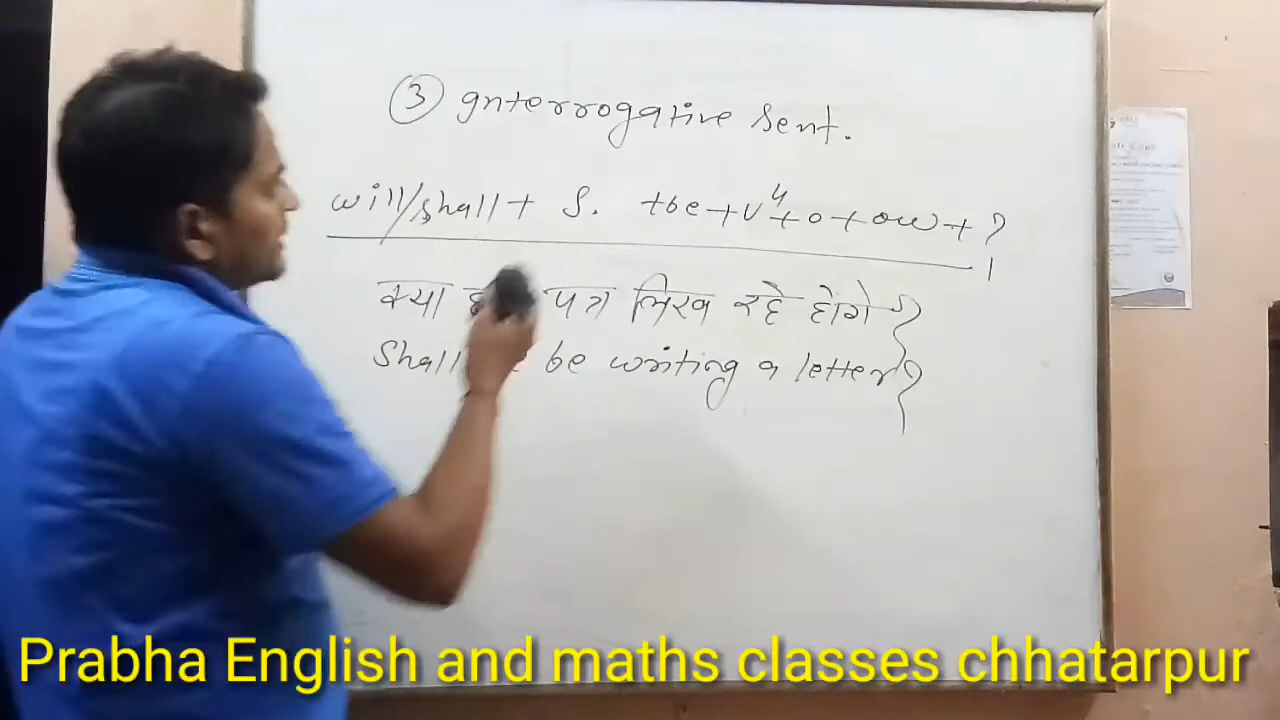 ③ Interrogative Sent.
will/shall + S. + be + V⁴ + o + ow + ?
क्या पत्र लिख रहे होंगे ?
Shall be writing a letter?
Prabha English and maths classes chhatarpur